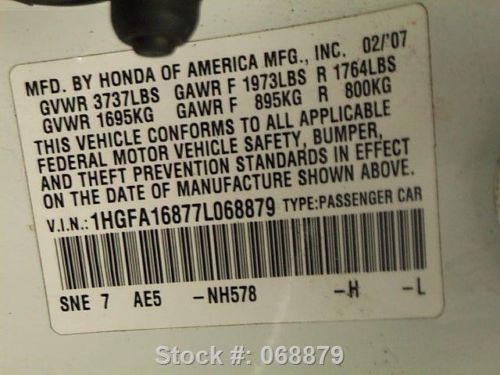 MFD. BY HONDA OF AMERICA MFG., INC. 02/'07
GVWR 3737LBS GAWR F 1973LBS R 1764LBS
GVWR 1695KG GAWR F 895KG R 800KG
THIS VEHICLE CONFORMS TO ALL APPLICABLE
FEDERAL MOTOR VEHICLE SAFETY, BUMPER,
AND THEFT PREVENTION STANDARDS IN EFFECT
ON THE DATE OF MANUFACTURE SHOWN ABOVE.
V.I.N.:1HGFA16877L068879 TYPE:PASSENGER CAR
SNE 7 AE5 -NH578 -H -L
Stock #: 068879